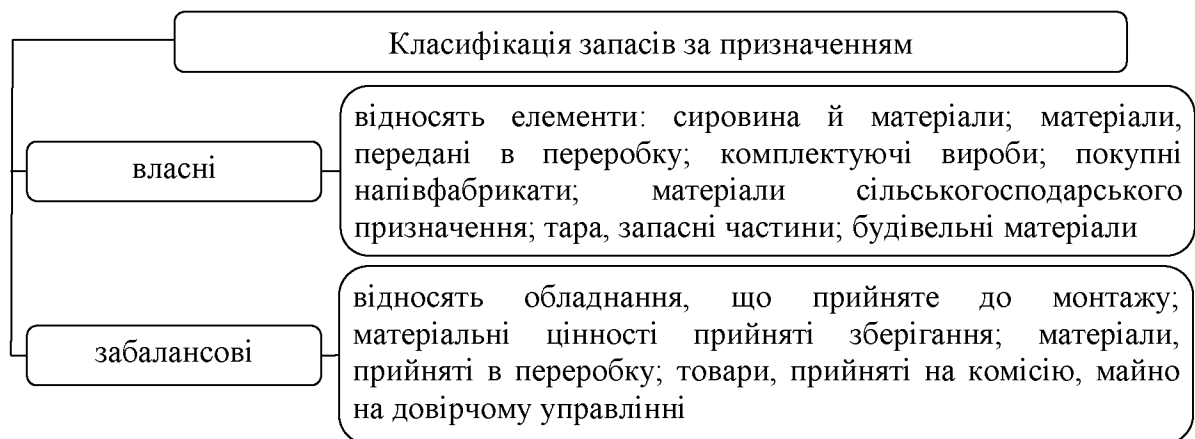 Класифікація запасів за призначенням
власні
відносять елементи: сировина й матеріали; матеріали,
передані в переробку; комплектуючі вироби; покупні
напівфабрикати; матеріали сільськогосподарського
призначення; тара, запасні частини; будівельні матеріали
забалансові
відносять обладнання, що прийняте до монтажу;
матеріальні цінності прийняті зберігання; матеріали,
прийняті в переробку; товари, прийняті на комісію, майно
на довірчому управлінні